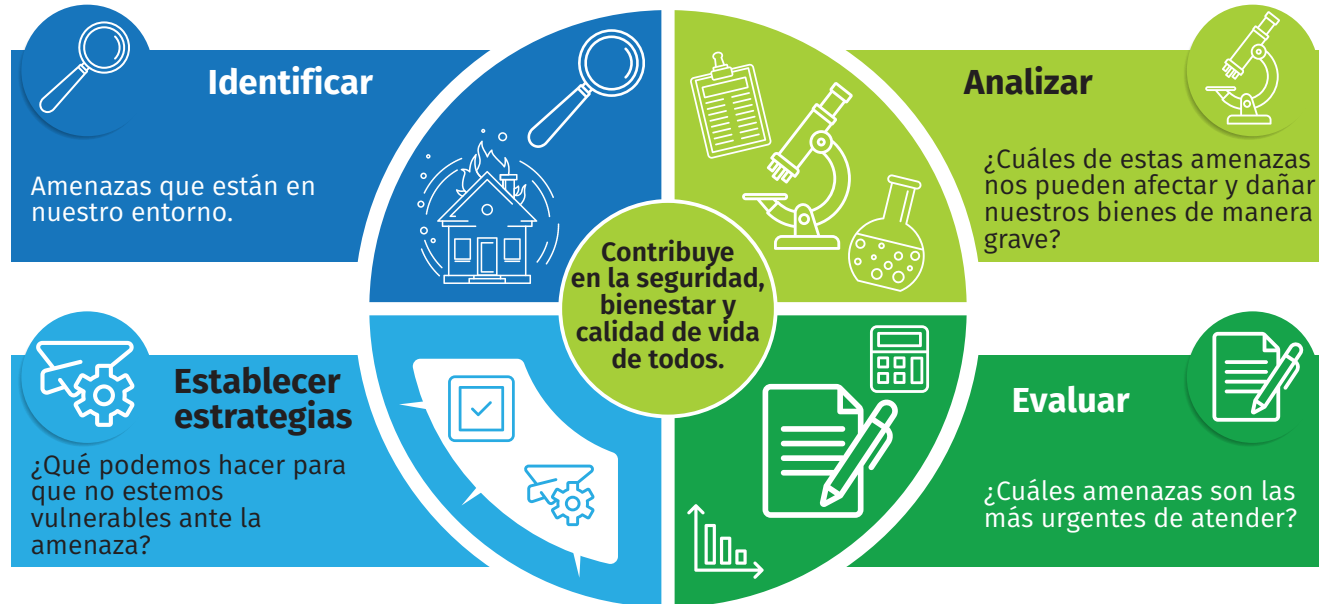 Identificar
Amenazas que están en
nuestro entorno.
Analizar
¿Cuáles de estas amenazas
nos pueden afectar y dañar
nuestros bienes de manera
grave?
Contribuye
en la seguridad,
bienestar y
calidad de vida
de todos.
Establecer
estrategias
¿Qué podemos hacer para
que no estemos
vulnerables ante la
amenaza?
Evaluar
¿Cuáles amenazas son las
más urgentes de atender?